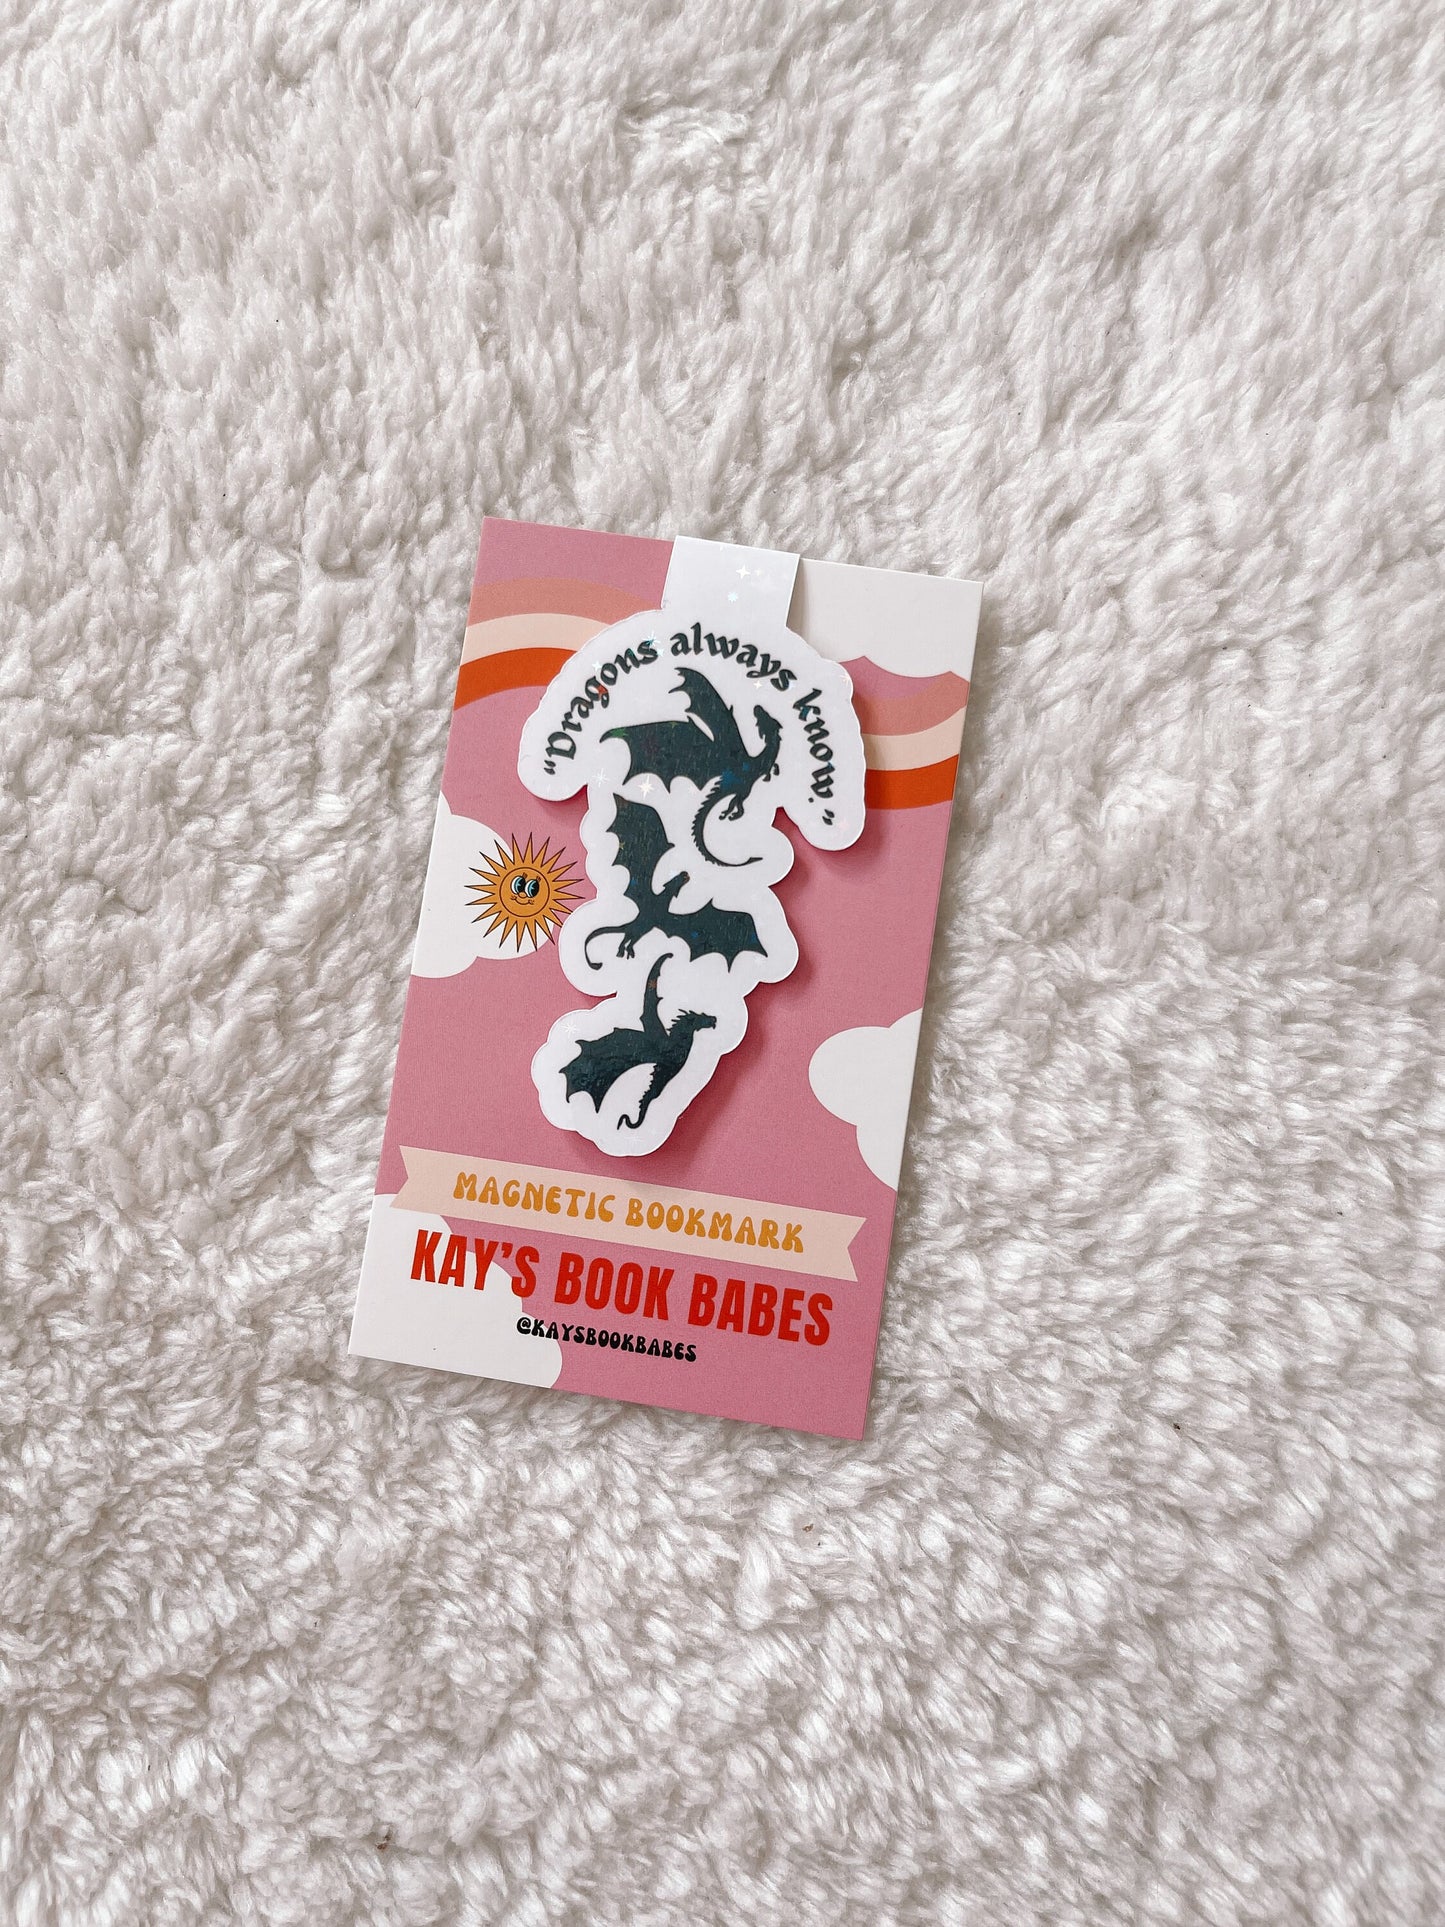 "Dragons always know."
MAGNETIC BOOKMARK
KAY'S BOOK BABES
@KAYSBOOKBABES